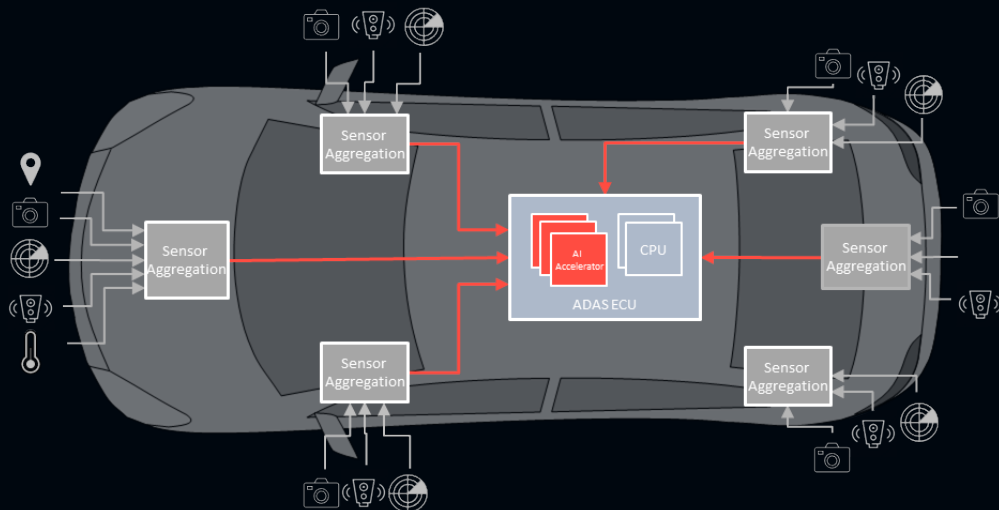 Sensor
Aggregation
Sensor
Aggregation
Sensor
Aggregation
AI
Accelerator
CPU
ADAS ECU
Sensor
Aggregation
Sensor
Aggregation
Sensor
Aggregation